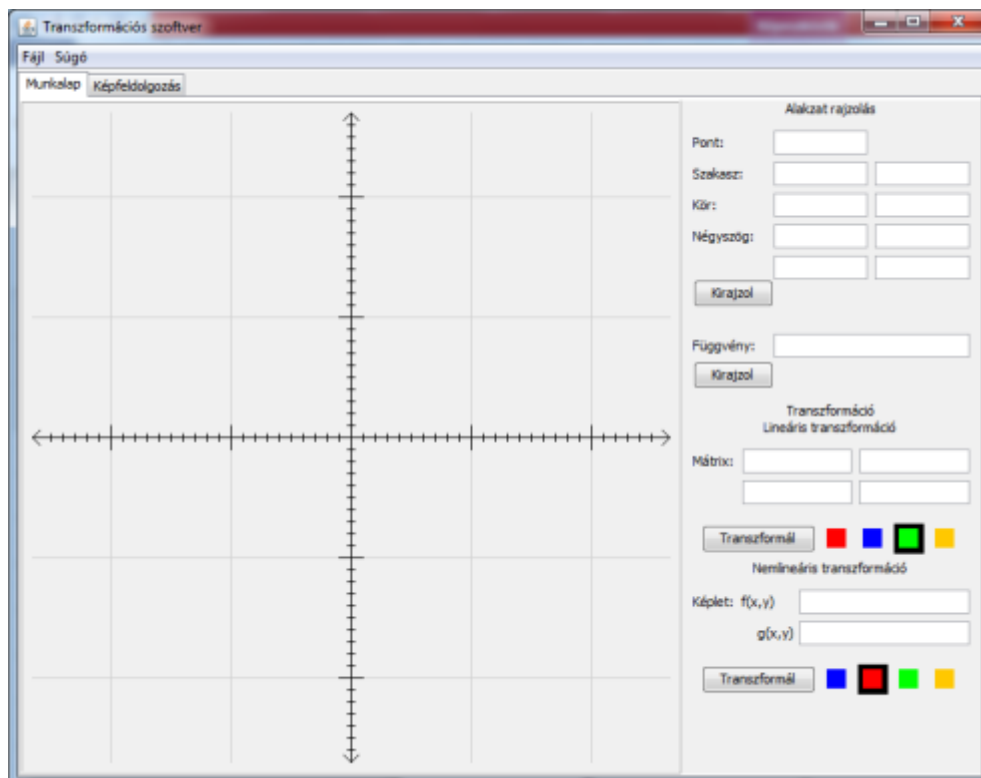 Transzformációs szoftver
Fájl Súgó
Munkalap Képfeldolgozás
Alakzat rajzolás
Pont:
Szakasz:
Kör:
Négyszög:
Kirajzol
Függvény:
Kirajzol
Transzformáció
Lineáris transzformáció
Mátrix:
Transzformál
Nemlineáris transzformáció
Képlet: f(x,y)
g(x,y)
Transzformál